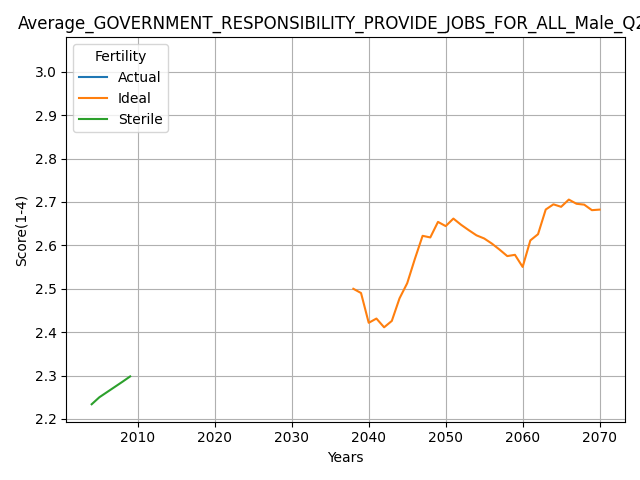 Average_GOVERNMENT_RESPONSIBILITY_PROVIDE_JOBS_FOR_ALL_Male_Q2
Fertility
Actual
Ideal
Sterile
3.0
2.9
2.8
2.7
2.6
2.5
2.4
2.3
2.2
Score(1-4)
2010 2020 2030 2040 2050 2060 2070
Years